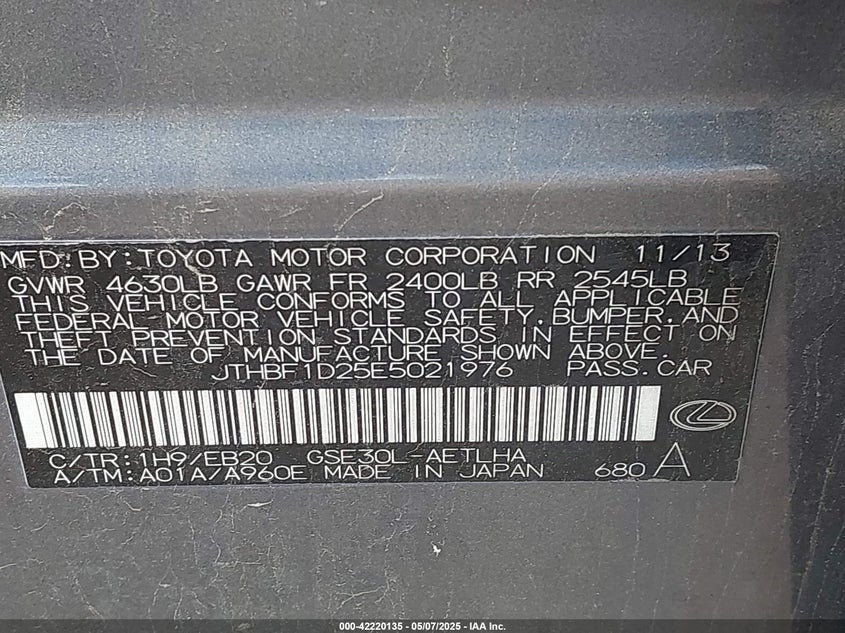 MFD. BY: TOYOTA MOTOR CORPORATION 11/13
GVWR 4630LB GAWR FR 2400LB RR 2545LB
THIS VEHICLE CONFORMS TO ALL APPLICABLE
FEDERAL MOTOR VEHICLE SAFETY, BUMPER, AND
THEFT PREVENTION STANDARDS IN EFFECT ON
THE DATE OF MANUFACTURE SHOWN ABOVE.
JTHBF1D25E5021976 PASS. CAR
C/TR: 1H9/EB20 GSE30L-AETLHA
A/TM: A01A/A960E MADE IN JAPAN 680 A
000-42220135 - 05/07/2025 - IAA Inc.